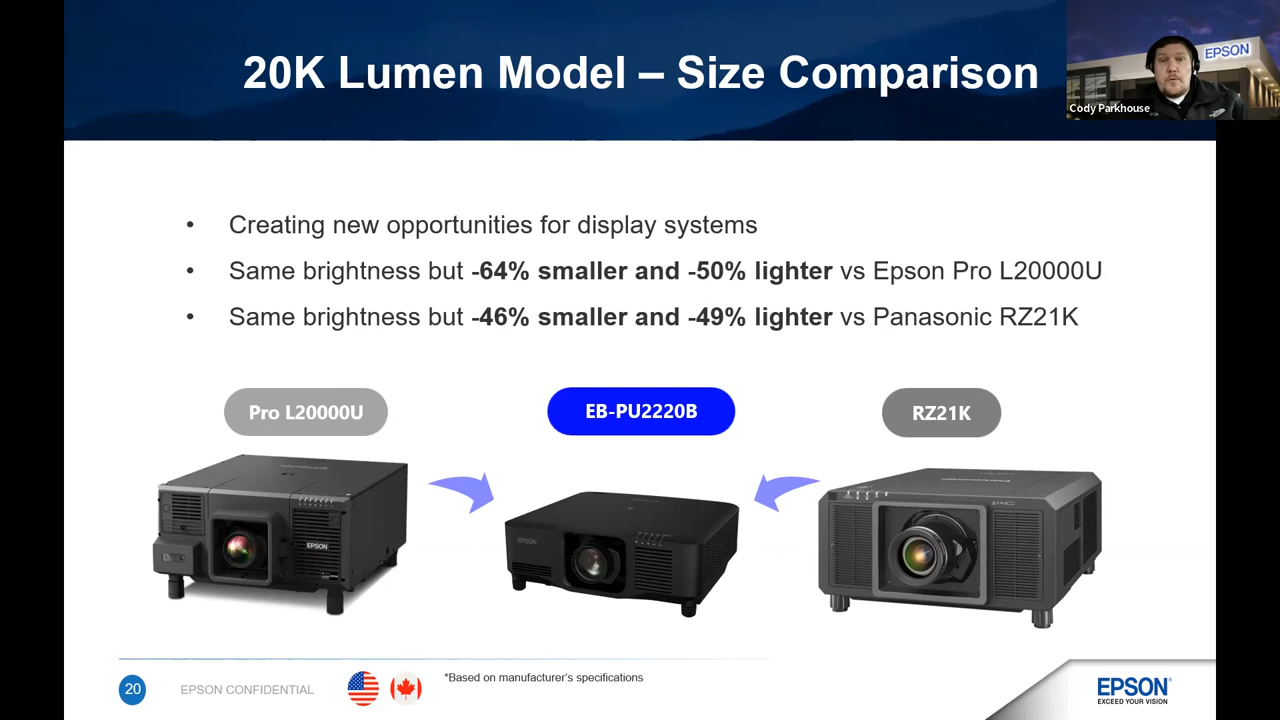 20K Lumen Model – Size Comparison
EPSON
Cody Parkhouse
• Creating new opportunities for display systems
• Same brightness but -64% smaller and -50% lighter vs Epson Pro L20000U
• Same brightness but -46% smaller and -49% lighter vs Panasonic RZ21K
Pro L20000U
EB-PU2220B
RZ21K
EPSON
EPSON
20
EPSON CONFIDENTIAL
*Based on manufacturer's specifications
EPSON®
EXCEED YOUR VISION